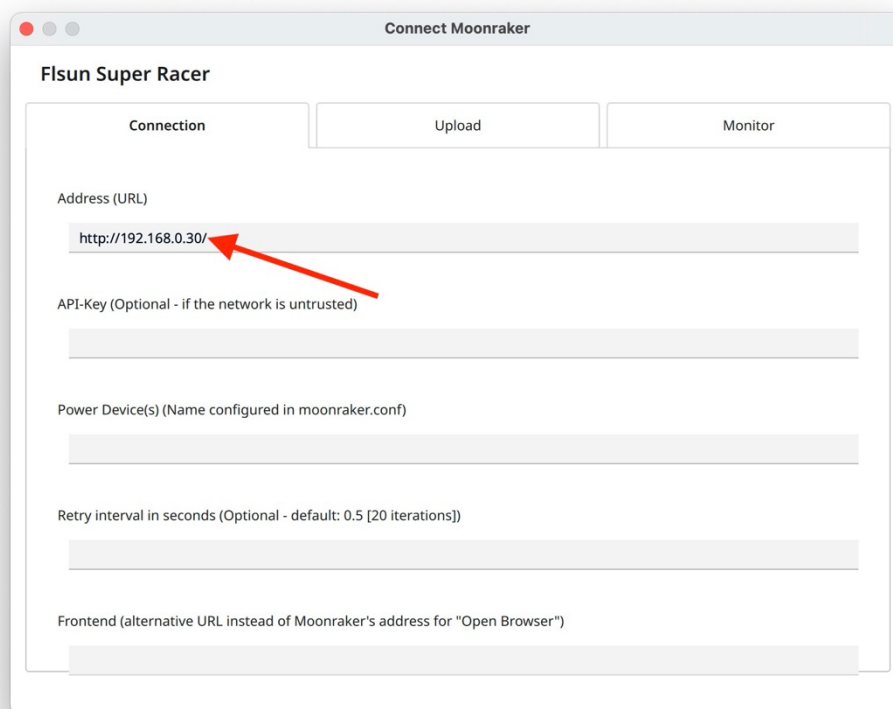 Connect Moonraker
Flsun Super Racer
Connection
Upload
Monitor
Address (URL)
http://192.168.0.30/
API-Key (Optional - if the network is untrusted)
Power Device(s) (Name configured in moonraker.conf)
Retry interval in seconds (Optional - default: 0.5 [20 iterations])
Frontend (alternative URL instead of Moonraker's address for "Open Browser")